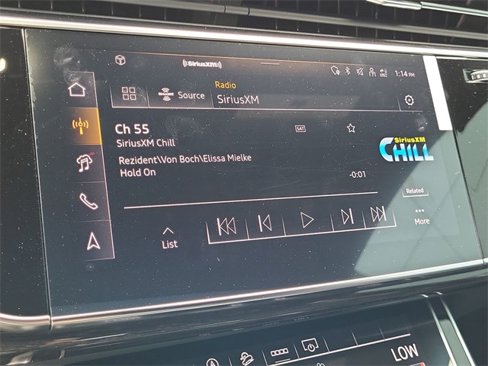 SiriusXM
1:14 PM
Radio
Source
SiriusXM
Ch 55
SAT
SiriusXM Chill
SiriusXM
CHILL
Rezident\Von Boch\Elissa Mielke
Hold On
-0:01
Related
List
More
LOW